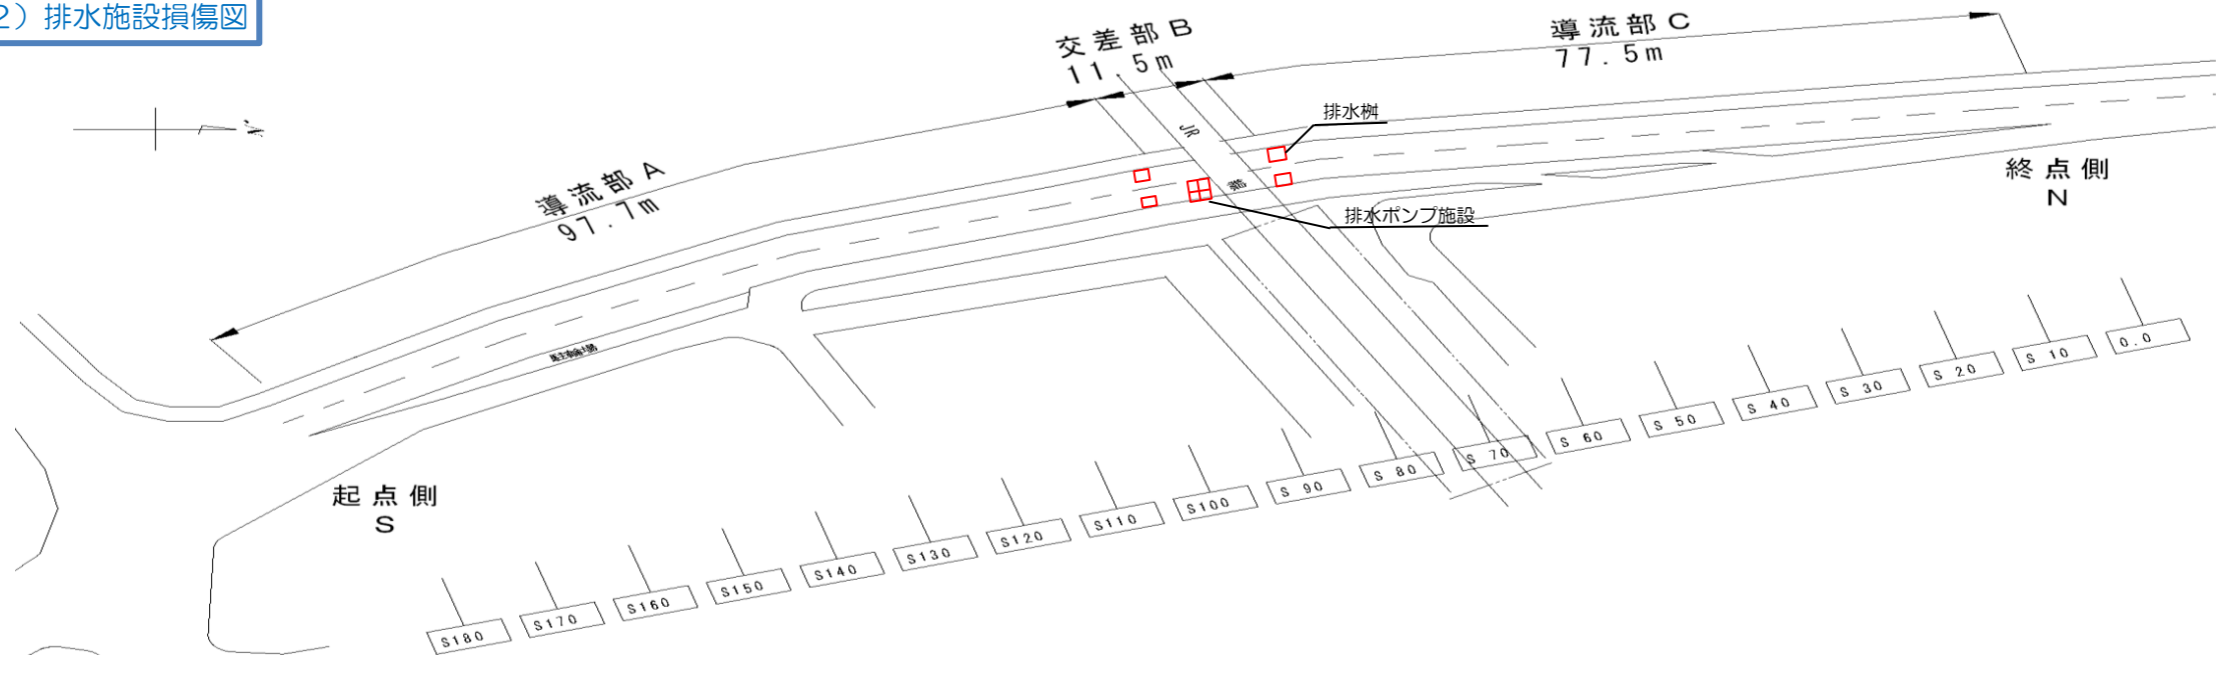 2）排水施設損傷図
交差部B
11.5m
導流部C
77.5m
排水桝
JR
導流部A
97.7m
終点側
N
排水ポンプ施設
駐輪場
起点側
S
0.0
S 10
S 20
S 30
S 40
S 50
S 60
S 70
S 80
S 90
S100
S110
S120
S130
S140
S150
S160
S170
S180